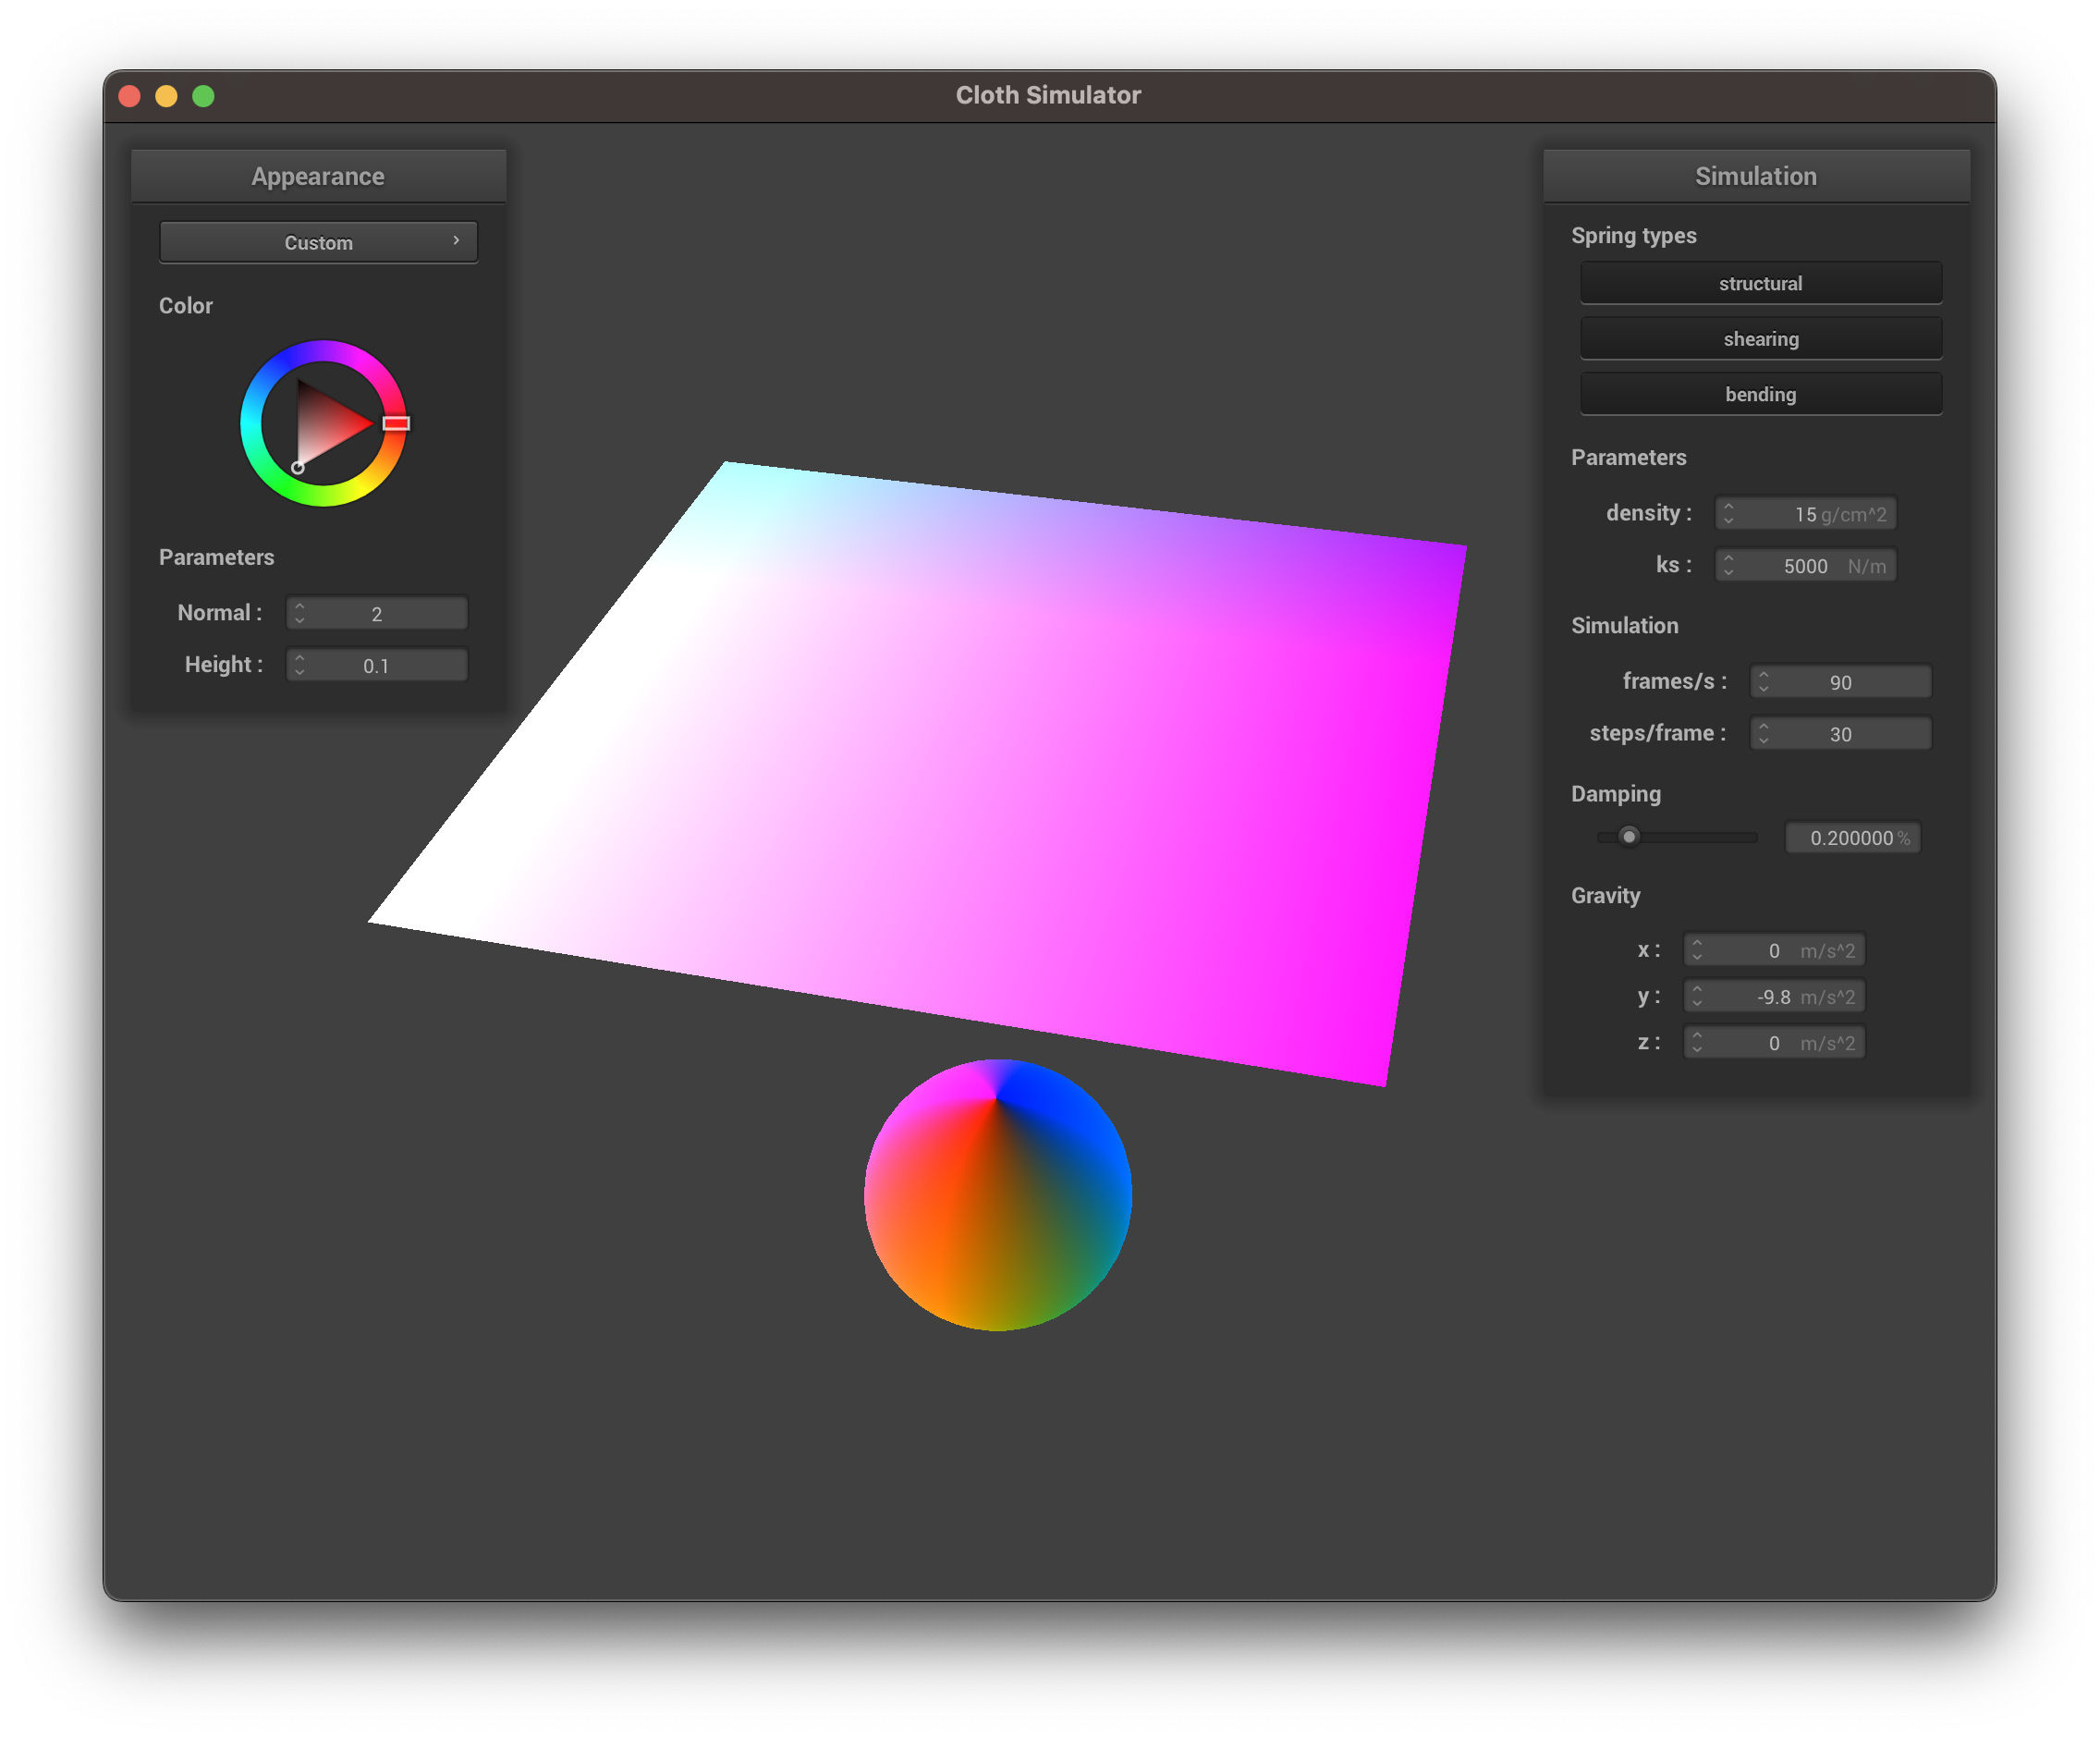 Cloth Simulator
Appearance
Custom
Color
Parameters
Normal : 2
Height : 0.1
Simulation
Spring types
structural
shearing
bending
Parameters
density : 15 g/cm^2
ks : 5000 N/m
Simulation
frames/s : 90
steps/frame : 30
Damping
0.200000 %
Gravity
x : 0 m/s^2
y : -9.8 m/s^2
z : 0 m/s^2